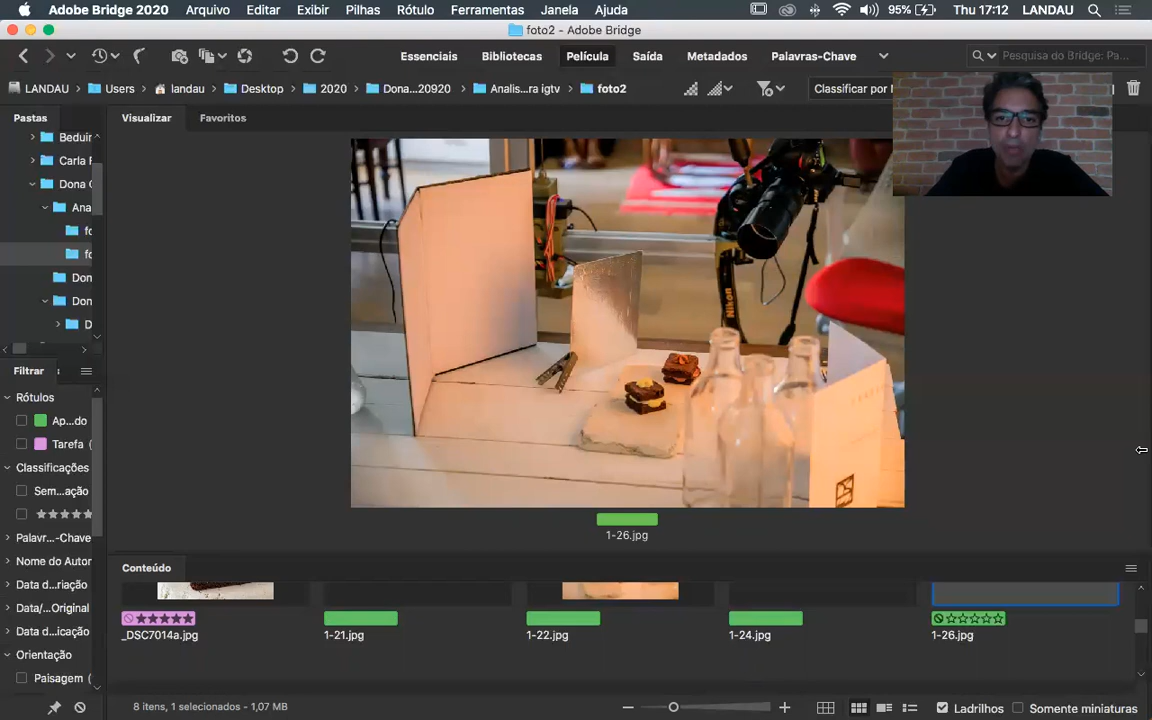 Adobe Bridge 2020 Arquivo Editar Exibir Pilhas Rótulo Ferramentas Janela Ajuda 95% Thu 17:12 LANDAU
foto2 - Adobe Bridge
Essenciais Bibliotecas Película Saída Metadados Palavras-Chave Pesquisa do Bridge: Pa...
LANDAU Users landau Desktop 2020 Dona...20920 Analis...ra igtv foto2 Classificar por
Pastas Visualizar Favoritos
Beduir
Carla F
Dona
Ana
fo
fo
Don
Don
D
Nikon
Filtrar
Rótulos
Ap...do
Tarefa (
Classificações
Sem...ação
Palavr...-Chave
Nome do Autor
Data d...riação
Data/...Original
Data d...icação
Orientação
Paisagem (
1-26.jpg
Conteúdo
_DSC7014a.jpg 1-21.jpg 1-22.jpg 1-24.jpg 1-26.jpg
8 itens, 1 selecionados - 1,07 MB Ladrilhos Somente miniaturas